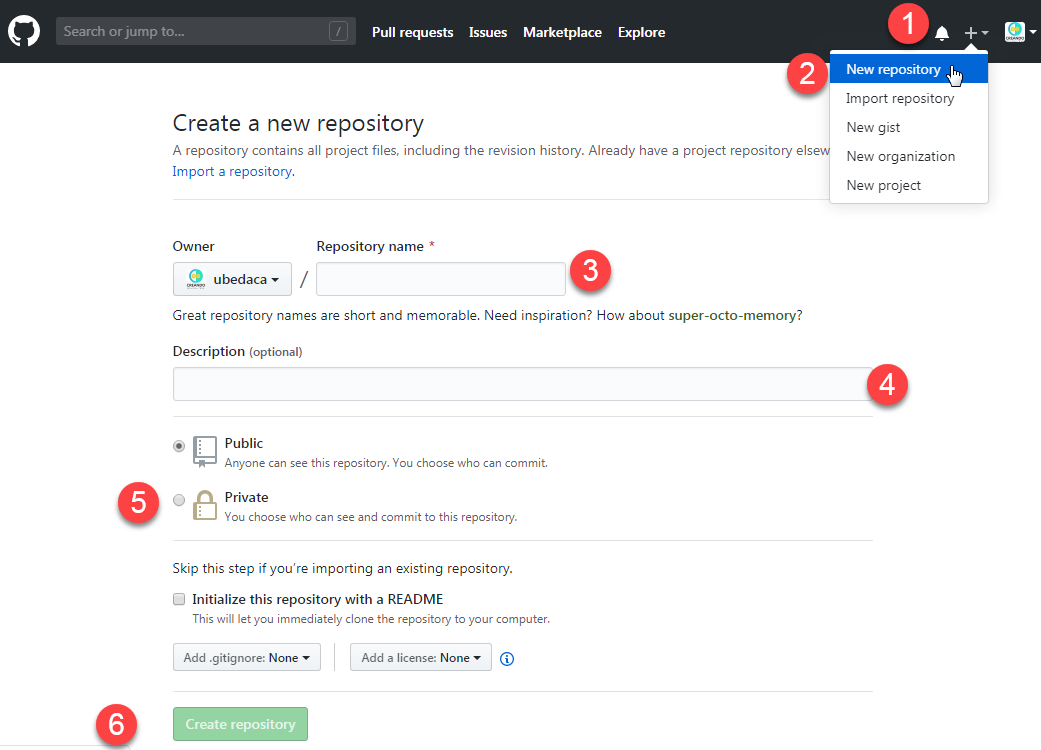 Search or jump to... /
Pull requests Issues Marketplace Explore
1
2
New repository
Import repository
New gist
New organization
New project
Create a new repository
A repository contains all project files, including the revision history. Already have a project repository elsew
Import a repository.
Owner Repository name *
CREANDO ubedaca / 3
Great repository names are short and memorable. Need inspiration? How about super-octo-memory?
Description (optional)
4
Public
Anyone can see this repository. You choose who can commit.
5
Private
You choose who can see and commit to this repository.
Skip this step if you’re importing an existing repository.
Initialize this repository with a README
This will let you immediately clone the repository to your computer.
Add .gitignore: None Add a license: None i
6 Create repository